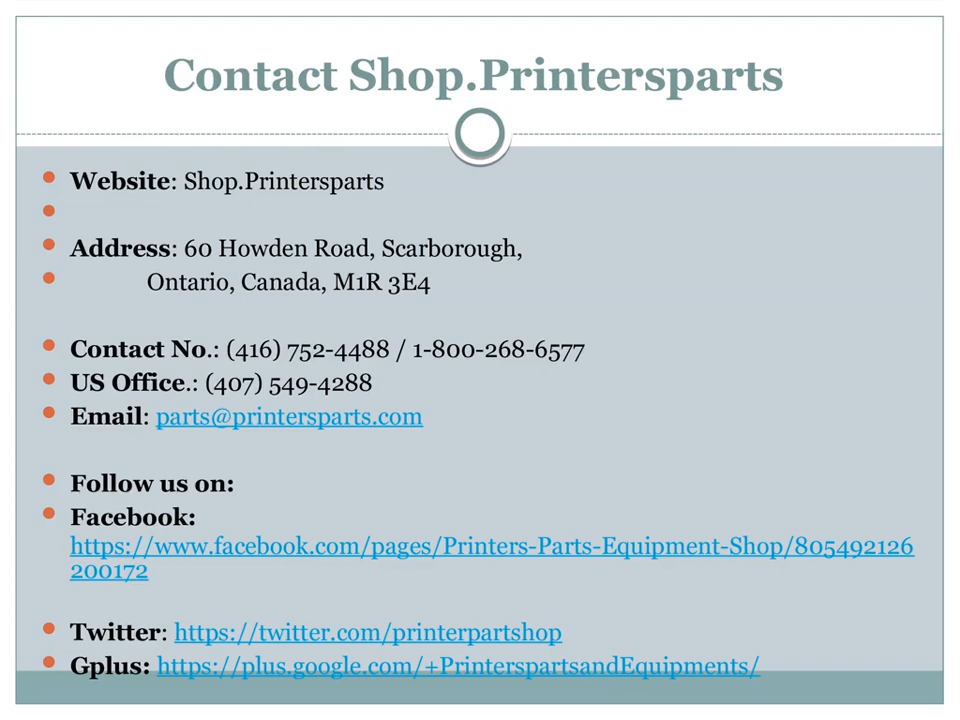 Contact Shop.Printersparts
Website: Shop.Printersparts
Address: 60 Howden Road, Scarborough,
Ontario, Canada, M1R 3E4
Contact No.: (416) 752-4488 / 1-800-268-6577
US Office.: (407) 549-4288
Email: parts@printersparts.com
Follow us on:
Facebook:
https://www.facebook.com/pages/Printers-Parts-Equipment-Shop/805492126
200172
Twitter: https://twitter.com/printerpartshop
Gplus: https://plus.google.com/+PrinterspartsandEquipments/